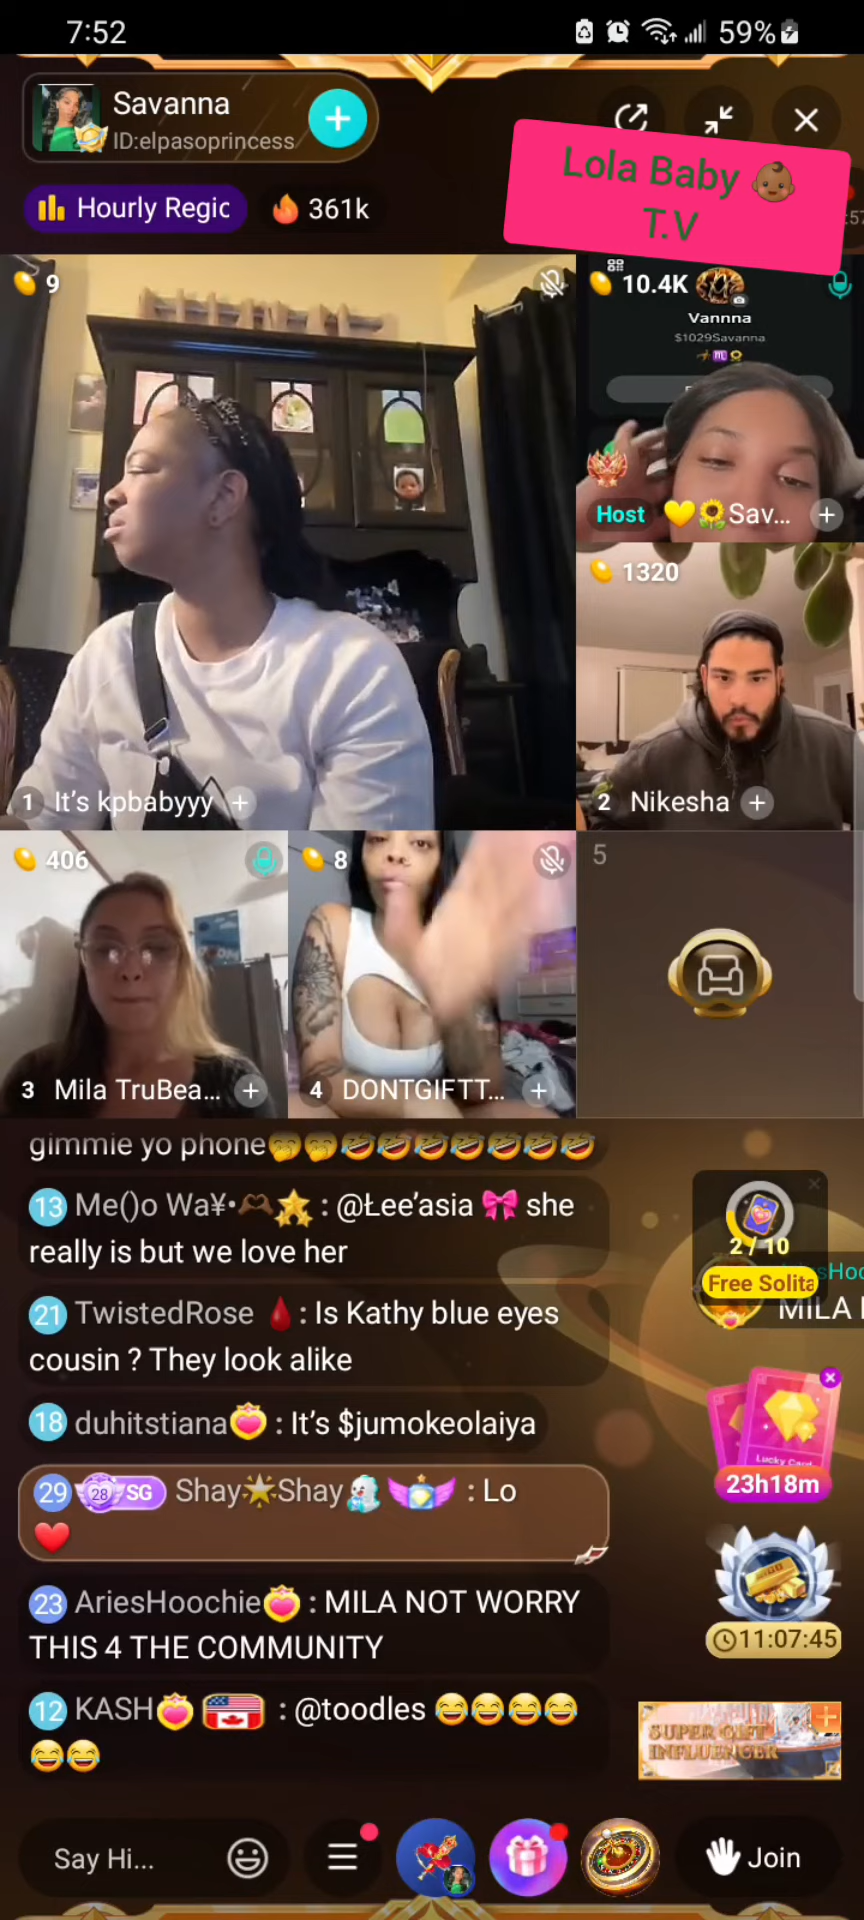 7:52
59%
Savanna
ID:elpasoprincess
Lola Baby 👶🏾
T.V
Hourly Regic
361k
9
10.4K
Vannna
$1029Savanna
Host 💛🌻Sav...
1320
1 It's kpbabyyy
2 Nikesha
406
8
5
3 Mila TruBea...
4 DONTGIFTT...
gimmie yo phone🤭🤭🤣🤣🤣🤣🤣🤣🤣
13 Me()o Wa¥•🫶🏾⭐ : @Łee'asia 🎀 she
really is but we love her
2 / 10
Free Solita
MILA
21 TwistedRose 🩸: Is Kathy blue eyes
cousin ? They look alike
18 duhitstiana : It's $jumokeolaiya
Lucky Card
23h18m
29 28 SG Shay🌟Shay : Lo
❤️
23 AriesHoochie : MILA NOT WORRY
THIS 4 THE COMMUNITY
11:07:45
12 KASH : @toodles 😂😂😂😂
😂😂
SUPER GIFT
INFLUENCER
Say Hi...
Join